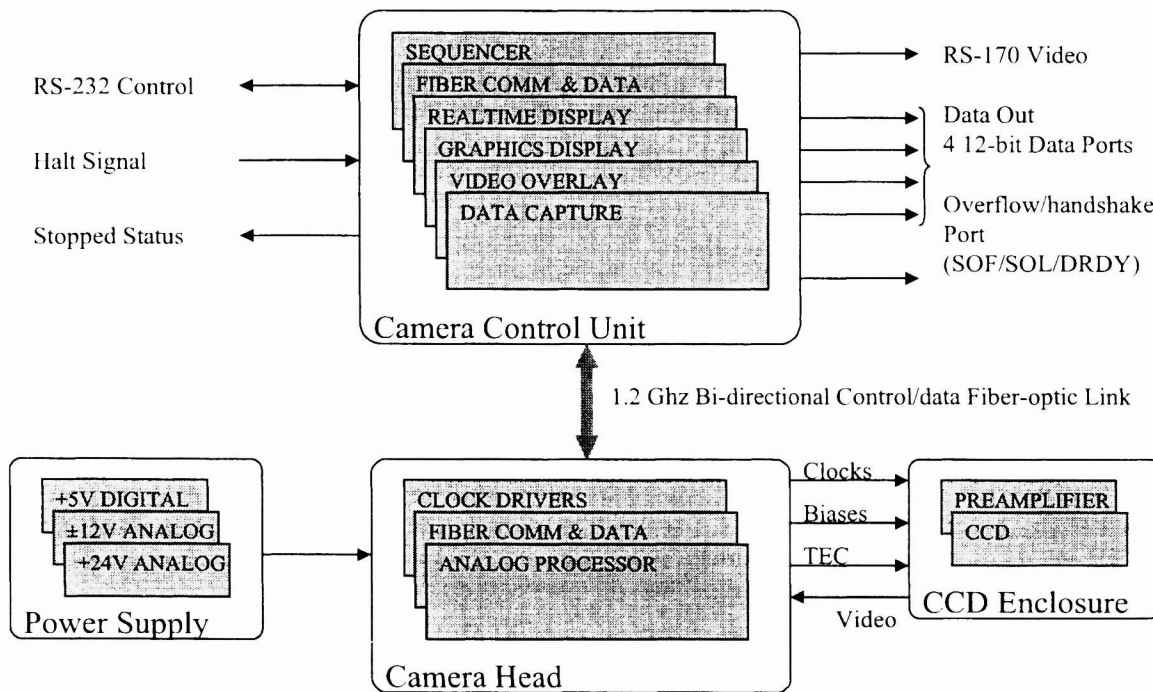 SEQUENCER
FIBER COMM & DATA
REALTIME DISPLAY
GRAPHICS DISPLAY
VIDEO OVERLAY
DATA CAPTURE
Camera Control Unit
RS-232 Control
Halt Signal
Stopped Status
RS-170 Video
Data Out
4 12-bit Data Ports
Overflow/handshake
Port
(SOF/SOL/DRDY)
1.2 Ghz Bi-directional Control/data Fiber-optic Link
+5V DIGITAL
±12V ANALOG
+24V ANALOG
Power Supply
CLOCK DRIVERS
FIBER COMM & DATA
ANALOG PROCESSOR
Camera Head
Clocks
Biases
TEC
Video
PREAMPLIFIER
CCD
CCD Enclosure